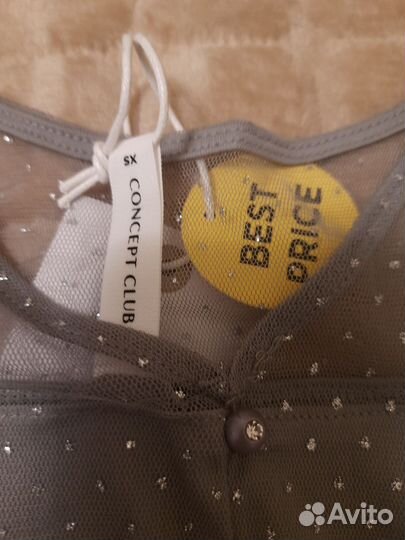 XS
CONCEPT CLUB
BEST
PRICE
Avito